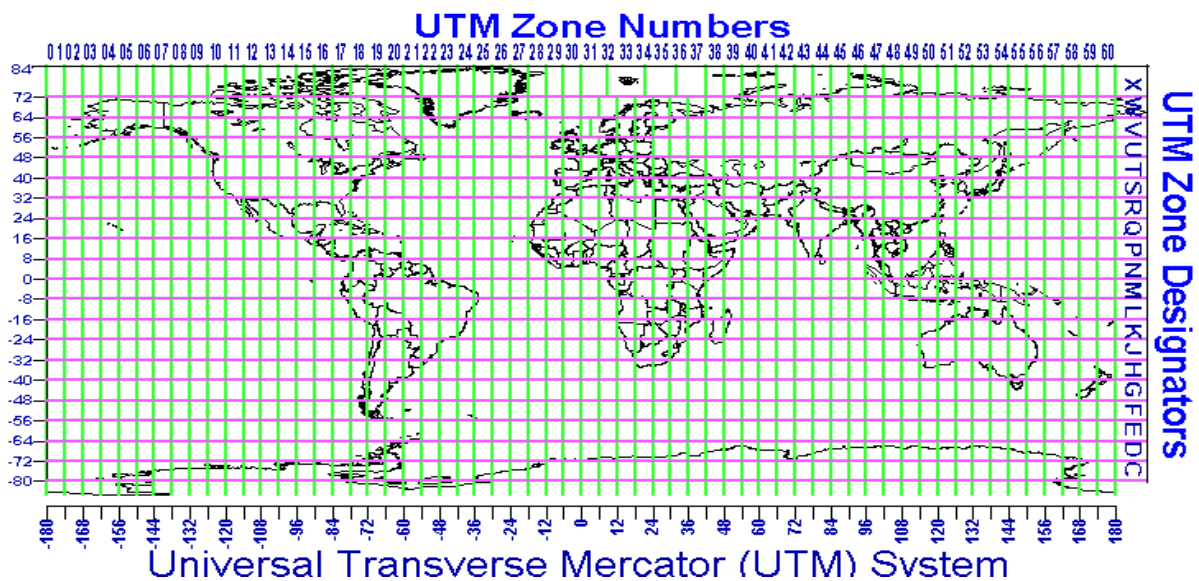 UTM Zone Numbers
01 02 03 04 05 06 07 08 09 10 11 12 13 14 15 16 17 18 19 20 21 22 23 24 25 26 27 28 29 30 31 32 33 34 35 36 37 38 39 40 41 42 43 44 45 46 47 48 49 50 51 52 53 54 55 56 57 58 59 60
84
72
64
56
48
40
32
24
16
8
0
-8
-16
-24
-32
-40
-48
-56
-64
-72
-80
X
W
V
U
T
S
R
Q
P
N
M
L
K
J
H
G
F
E
D
C
UTM Zone Designators
-180 -168 -156 -144 -132 -120 -108 -96 -84 -72 -60 -48 -36 -24 -12 0 12 24 36 48 60 72 84 96 108 120 132 144 156 168 180
Universal Transverse Mercator (UTM) System